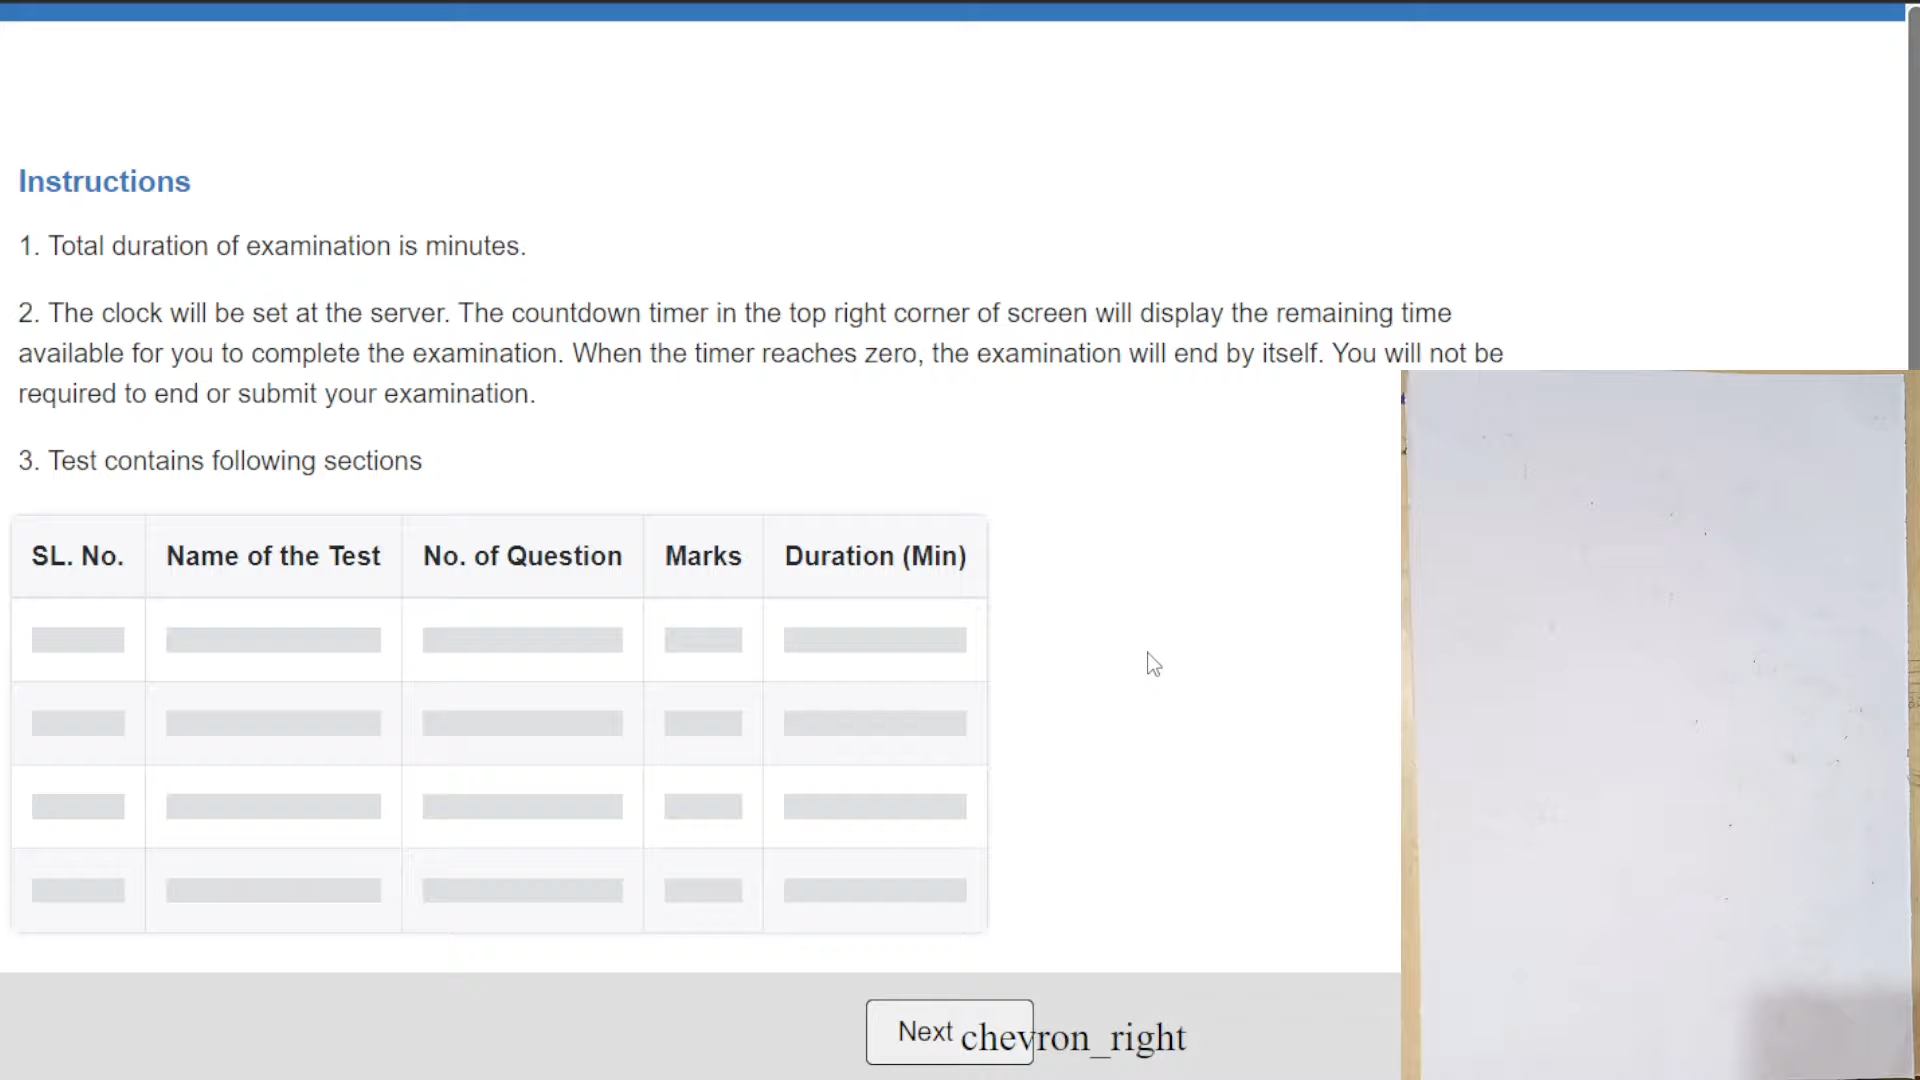 Instructions
1. Total duration of examination is minutes.
2. The clock will be set at the server. The countdown timer in the top right corner of screen will display the remaining time
available for you to complete the examination. When the timer reaches zero, the examination will end by itself. You will not be
required to end or submit your examination.
3. Test contains following sections
SL. No. Name of the Test No. of Question Marks Duration (Min)
Next chevron_right